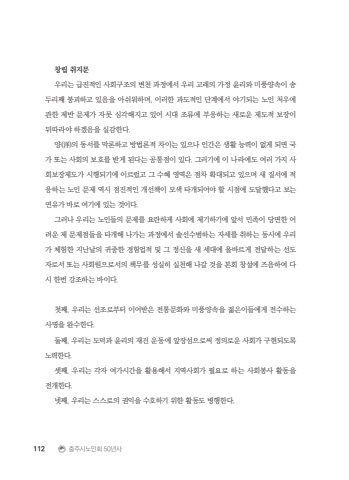 창립 취지문
우리는 급진적인 사회구조의 변천 과정에서 우리 고래의 가정 윤리와 미풍양속이 송
두리째 붕괴하고 있음을 아쉬워하며, 이러한 과도적인 단계에서 야기되는 노인 처우에
관한 제반 문제가 자못 심각해지고 있어 시대 조류에 부응하는 새로운 제도적 보장이
뒤따라야 하겠음을 실감한다.
양(洋)의 동서를 막론하고 방법론적 차이는 있으나 인간은 생활 능력이 없게 되면 국
가 또는 사회의 보호를 받게 된다는 공통점이 있다. 그러기에 이 나라에도 여러 가지 사
회보장제도가 시행되기에 이르렀고 그 수혜 영역은 점차 확대되고 있으며 새 질서에 적
응하는 노인 문제 역시 점진적인 개선책이 모색 타개되어야 할 시점에 도달했다고 보는
연유가 바로 여기에 있는 것이다.
그러나 우리는 노인들의 문제를 요란하게 사회에 제기하기에 앞서 민족이 당면한 어
려운 제 문제점들을 타개해 나가는 과정에서 솔선수범하는 자세를 취하는 동시에 우리
가 체험한 지난날의 귀중한 경험업적 및 그 정신을 새 세대에 올바르게 전달하는 선도
자로서 또는 사회원으로서의 책무를 성실히 실천해 나갈 것을 본회 창설에 즈음하여 다
시 한번 강조하는 바이다.
첫째, 우리는 선조로부터 이어받은 전통문화와 미풍양속을 젊은이들에게 전수하는
사명을 완수한다.
둘째, 우리는 도덕과 윤리의 재건 운동에 앞장섬으로써 정의로운 사회가 구현되도록
노력한다.
셋째, 우리는 각자 여가시간을 활용해서 지역사회가 필요로 하는 사회봉사 활동을
전개한다.
넷째, 우리는 스스로의 권익을 수호하기 위한 활동도 병행한다.
112 충주시노인회 50년사